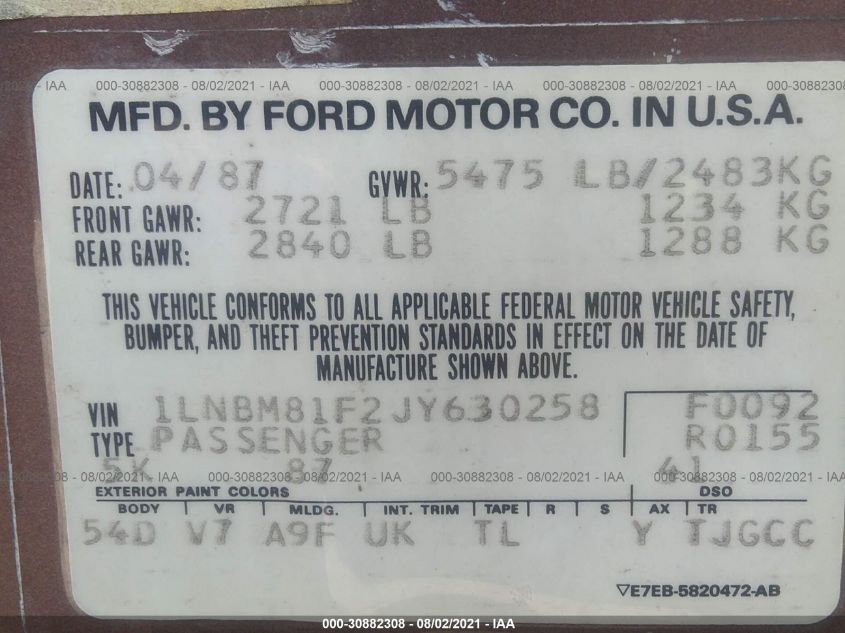 - IAA 000-30882308 - 08/02/2021 - IAA 000-30882308 - 08/02/2021 - IAA 000-30882308 - 08/02/2021 - IAA 000-30882308
MFD. BY FORD MOTOR CO. IN U.S.A.
DATE: 04/87 GVWR: 5475 LB/2483KG
FRONT GAWR: 2721 LB 1234 KG
REAR GAWR: 2840 LB 1288 KG
THIS VEHICLE CONFORMS TO ALL APPLICABLE FEDERAL MOTOR VEHICLE SAFETY,
BUMPER, AND THEFT PREVENTION STANDARDS IN EFFECT ON THE DATE OF
MANUFACTURE SHOWN ABOVE.
VIN 1LNBM81F2JY630258 F0092
TYPE PASSENGER R0155
5K 87 41
- 08/02/2021 - IAA 000-30882308 - 08/02/2021 - IAA 000-30882308 - 08/02/2021 - IAA 000-30882308 - 08/02/2021
EXTERIOR PAINT COLORS DSO
BODY VR MLDG. INT. TRIM TAPE R S AX TR
54D V7 A9F UK TL Y TJGCC
E7EB-5820472-AB
000-30882308 - 08/02/2021 - IAA